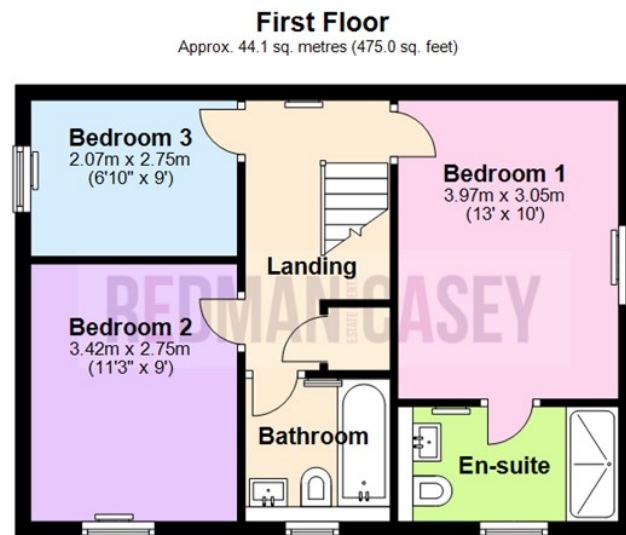 First Floor
Approx. 44.1 sq. metres (475.0 sq. feet)
Bedroom 3
2.07m x 2.75m
(6'10" x 9')
Bedroom 1
3.97m x 3.05m
(13' x 10')
Landing
REDMAN CASEY
ESTATE AGENTS
Bedroom 2
3.42m x 2.75m
(11'3" x 9')
Bathroom
En-suite